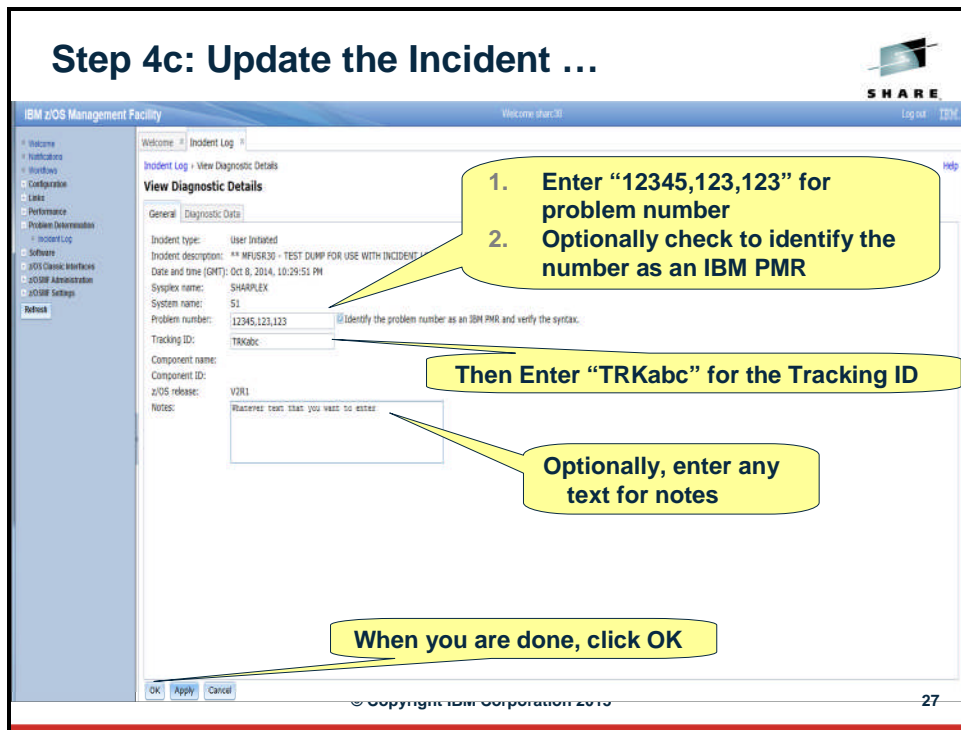 Step 4c: Update the Incident …
SHARE
IBM z/OS Management Facility
Welcome sharc30
Log out
IBM.
Welcome
Notifications
Workflows
Configuration
Links
Performance
Problem Determination
Incident Log
Software
z/OS Classic Interfaces
z/OSMF Administration
z/OSMF Settings
Refresh
Welcome
Incident Log
Incident Log › View Diagnostic Details
Help
View Diagnostic Details
General
Diagnostic Data
Incident type: User Initiated
Incident description: ** MFUSR30 - TEST DUMP FOR USE WITH INCIDENT
Date and time (GMT): Oct 8, 2014, 10:29:51 PM
Sysplex name: SHARPLEX
System name: S1
Problem number: 12345,123,123 Identify the problem number as an IBM PMR and verify the syntax.
Tracking ID: TRKabc
Component name:
Component ID:
z/OS release: V2R1
Notes: Whatever text that you want to enter
1. Enter “12345,123,123” for
problem number
2. Optionally check to identify the
number as an IBM PMR
Then Enter “TRKabc” for the Tracking ID
Optionally, enter any
text for notes
When you are done, click OK
OK
Apply
Cancel
© Copyright IBM Corporation 2015
27